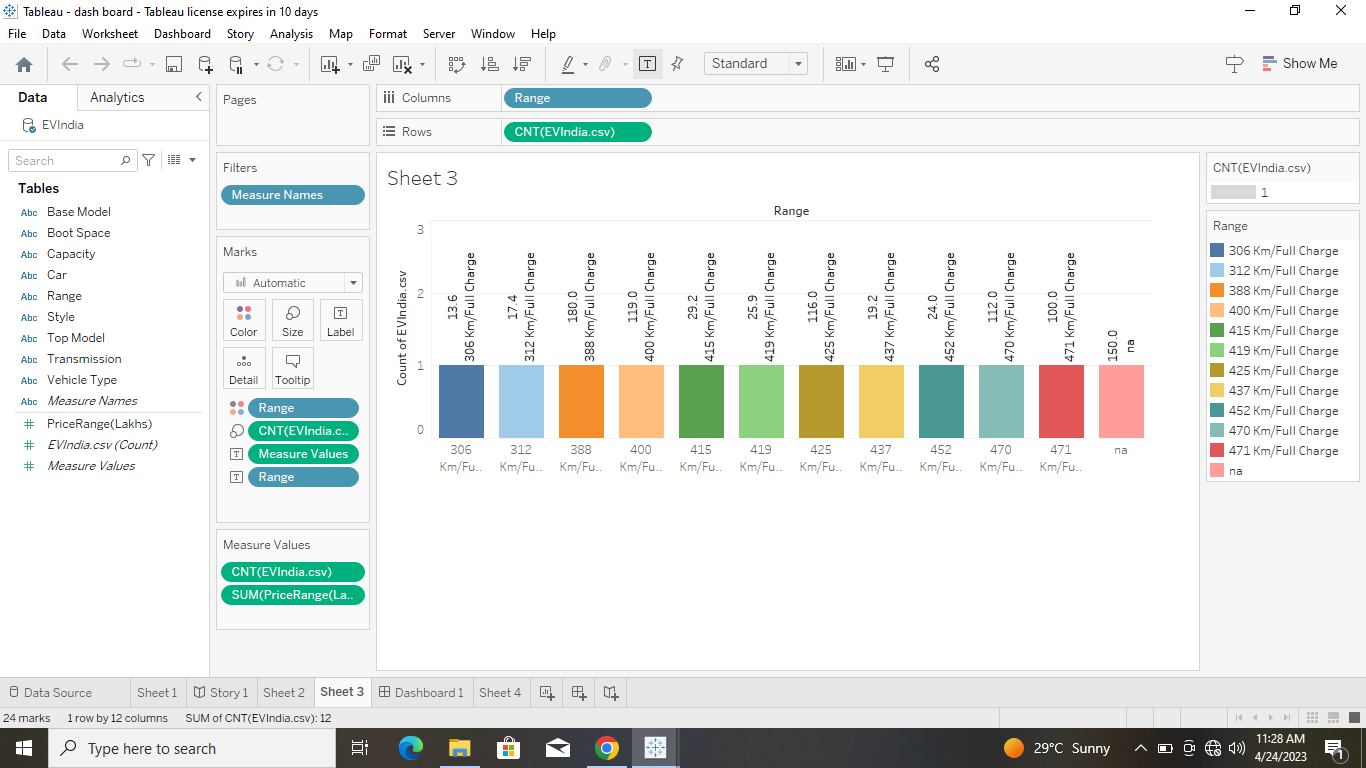 Tableau - dash board - Tableau license expires in 10 days
File Data Worksheet Dashboard Story Analysis Map Format Server Window Help
Standard
Show Me
Data Analytics
EVIndia
Search
Tables
Abc Base Model
Abc Boot Space
Abc Capacity
Abc Car
Abc Range
Abc Style
Abc Top Model
Abc Transmission
Abc Vehicle Type
Abc Measure Names
# PriceRange(Lakhs)
# EVIndia.csv (Count)
# Measure Values
Pages
Filters
Measure Names
Marks
Automatic
Color Size Label
Detail Tooltip
Range
CNT(EVIndia.c..
Measure Values
Range
Measure Values
CNT(EVIndia.csv)
SUM(PriceRange(La..
Columns Range
Rows CNT(EVIndia.csv)
Sheet 3
Range
Count of EVIndia.csv
3
2
1
0
13.6
306 Km/Full Charge
17.4
312 Km/Full Charge
180.0
388 Km/Full Charge
119.0
400 Km/Full Charge
29.2
415 Km/Full Charge
25.9
419 Km/Full Charge
116.0
425 Km/Full Charge
19.2
437 Km/Full Charge
24.0
452 Km/Full Charge
112.0
470 Km/Full Charge
100.0
471 Km/Full Charge
150.0
na
306 312 388 400 415 419 425 437 452 470 471 na
Km/Fu.. Km/Fu.. Km/Fu.. Km/Fu.. Km/Fu.. Km/Fu.. Km/Fu.. Km/Fu.. Km/Fu.. Km/Fu.. Km/Fu..
CNT(EVIndia.csv)
1
Range
306 Km/Full Charge
312 Km/Full Charge
388 Km/Full Charge
400 Km/Full Charge
415 Km/Full Charge
419 Km/Full Charge
425 Km/Full Charge
437 Km/Full Charge
452 Km/Full Charge
470 Km/Full Charge
471 Km/Full Charge
na
Data Source Sheet 1 Story 1 Sheet 2 Sheet 3 Dashboard 1 Sheet 4
24 marks 1 row by 12 columns SUM of CNT(EVIndia.csv): 12
Type here to search
29°C Sunny
11:28 AM
4/24/2023
1